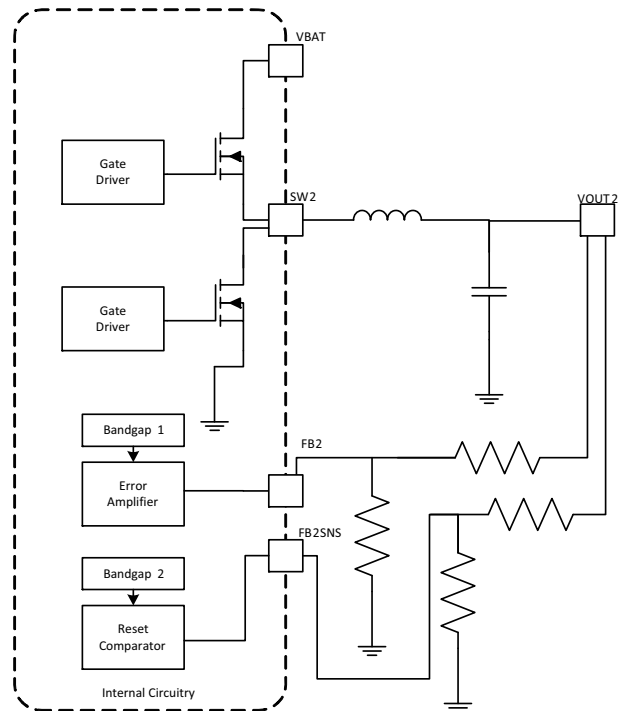 VBAT
Gate
Driver
SW2
VOUT2
Gate
Driver
Bandgap 1
FB2
Error
Amplifier
FB2SNS
Bandgap 2
Reset
Comparator
Internal Circuitry